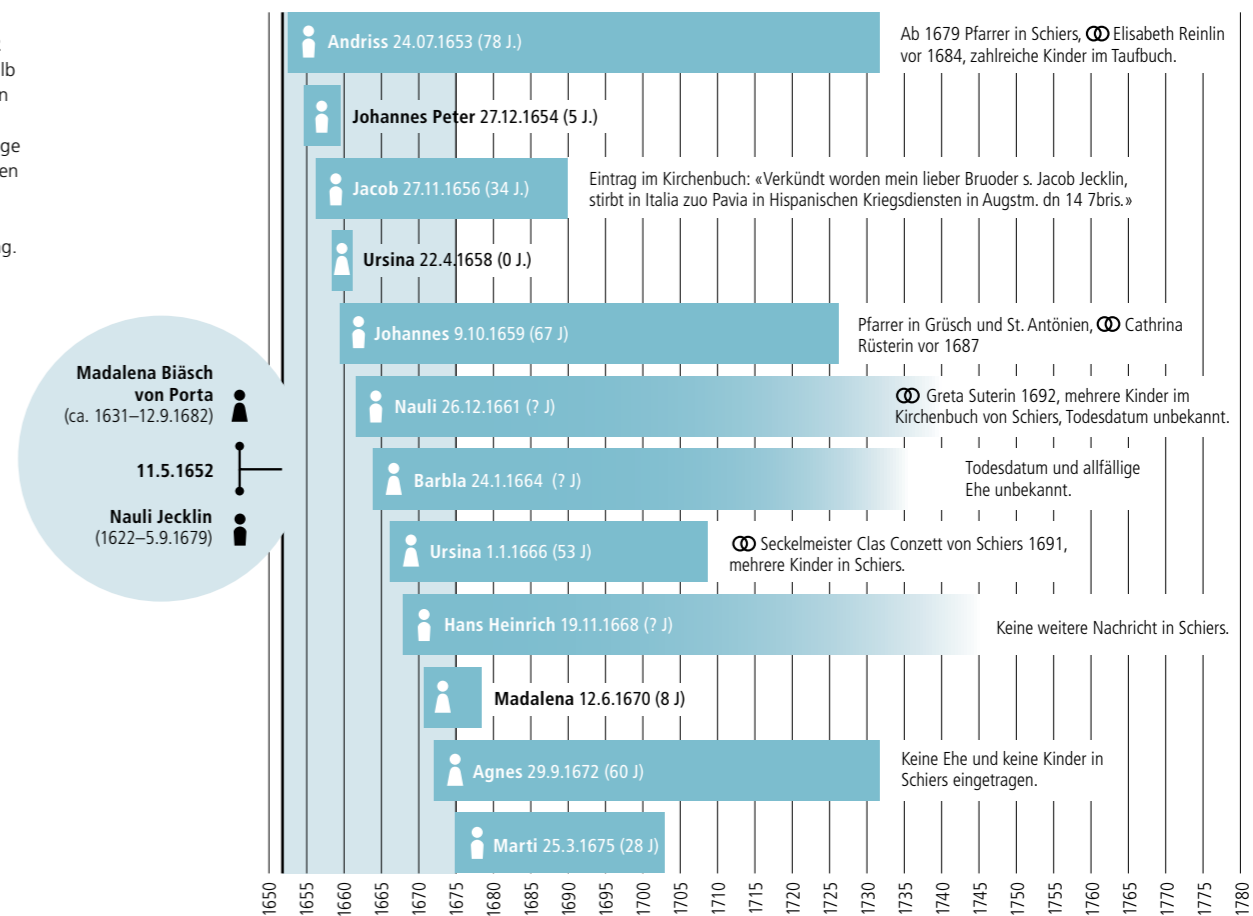 lb
n
ge
en
g.
Andriss 24.07.1653 (78 J.)
Ab 1679 Pfarrer in Schiers, Elisabeth Reinlin
vor 1684, zahlreiche Kinder im Taufbuch.
Johannes Peter 27.12.1654 (5 J.)
Jacob 27.11.1656 (34 J.)
Eintrag im Kirchenbuch: «Verkündt worden mein lieber Bruoder s. Jacob Jecklin,
stirbt in Italia zuo Pavia in Hispanischen Kriegsdiensten in Augstm. dn 14 7bris.»
Ursina 22.4.1658 (0 J.)
Johannes 9.10.1659 (67 J)
Pfarrer in Grüsch und St. Antönien, Cathrina
Rüsterin vor 1687
Madalena Biäsch
von Porta
(ca. 1631–12.9.1682)
11.5.1652
Nauli Jecklin
(1622–5.9.1679)
Nauli 26.12.1661 (? J)
Greta Suterin 1692, mehrere Kinder im
Kirchenbuch von Schiers, Todesdatum unbekannt.
Barbla 24.1.1664 (? J)
Todesdatum und allfällige
Ehe unbekannt.
Ursina 1.1.1666 (53 J)
Seckelmeister Clas Conzett von Schiers 1691,
mehrere Kinder in Schiers.
Hans Heinrich 19.11.1668 (? J)
Keine weitere Nachricht in Schiers.
Madalena 12.6.1670 (8 J)
Agnes 29.9.1672 (60 J)
Keine Ehe und keine Kinder in
Schiers eingetragen.
Marti 25.3.1675 (28 J)
1650 1655 1660 1665 1670 1675 1680 1685 1690 1695 1700 1705 1710 1715 1720 1725 1730 1735 1740 1745 1750 1755 1760 1765 1770 1775 1780